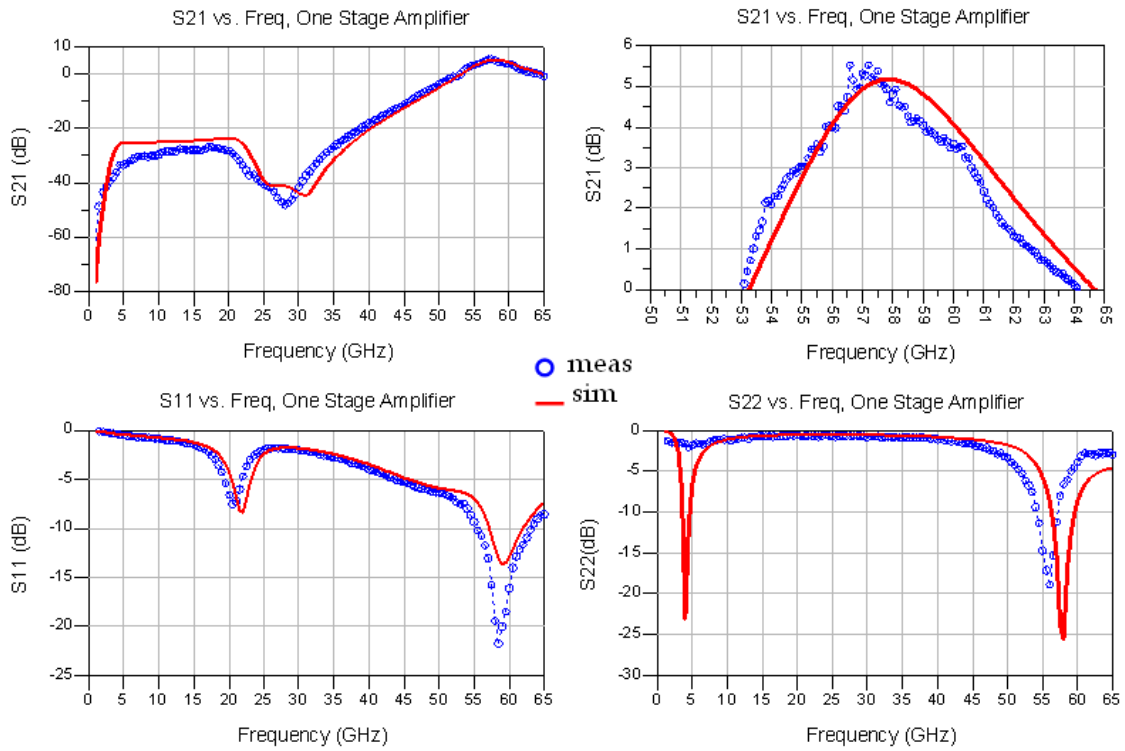 S21 vs. Freq, One Stage Amplifier
10
0
-20
-40
-60
-80
S21 (dB)
0 5 10 15 20 25 30 35 40 45 50 55 60 65
Frequency (GHz)
S21 vs. Freq, One Stage Amplifier
6
5
4
3
2
1
0
S21 (dB)
50 51 52 53 54 55 56 57 58 59 60 61 62 63 64 65
Frequency (GHz)
meas
sim
S11 vs. Freq, One Stage Amplifier
0
-5
-10
-15
-20
-25
S11 (dB)
0 5 10 15 20 25 30 35 40 45 50 55 60 65
Frequency (GHz)
S22 vs. Freq, One Stage Amplifier
0
-5
-10
-15
-20
-25
-30
S22(dB)
0 5 10 15 20 25 30 35 40 45 50 55 60 65
Frequency (GHz)